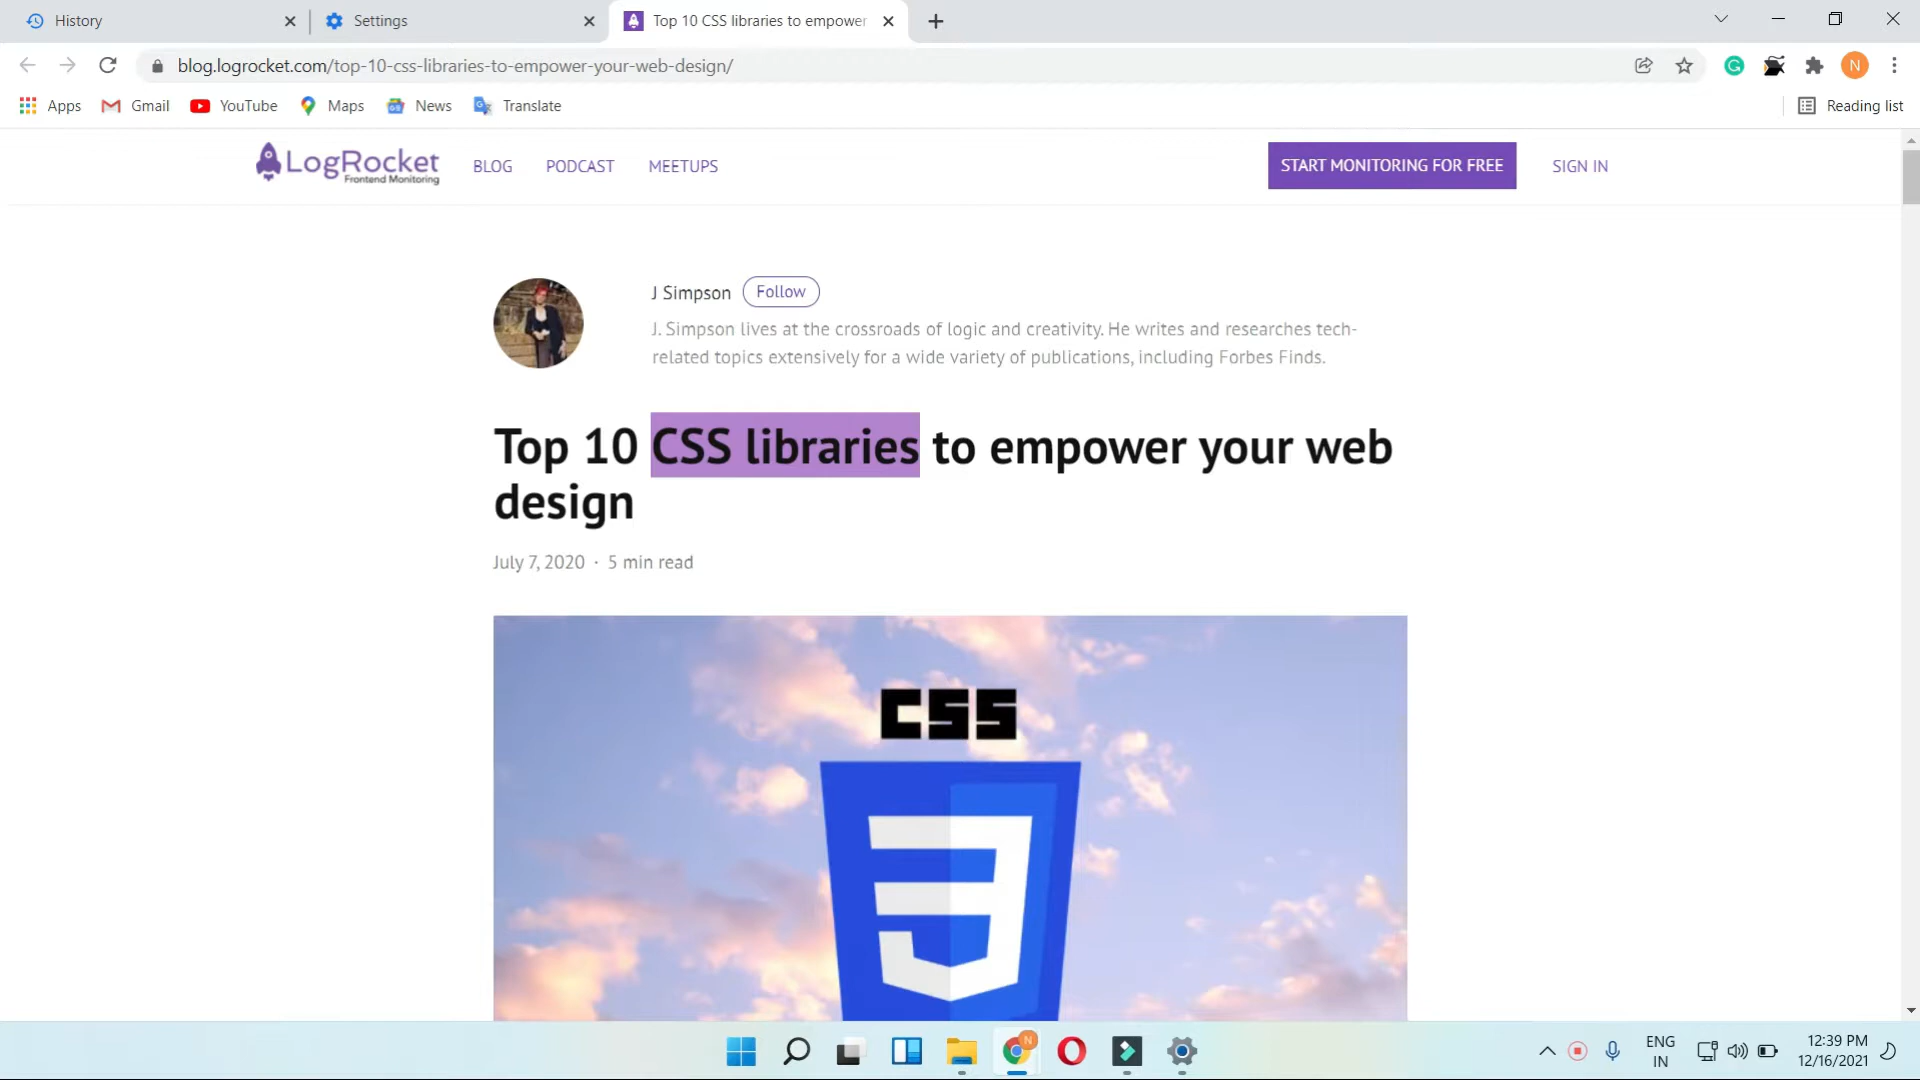 History
Settings
Top 10 CSS libraries to empower
blog.logrocket.com/top-10-css-libraries-to-empower-your-web-design/
N
Apps
Gmail
YouTube
Maps
News
Translate
Reading list
LogRocket
Frontend Monitoring
BLOG
PODCAST
MEETUPS
START MONITORING FOR FREE
SIGN IN
J Simpson
Follow
J. Simpson lives at the crossroads of logic and creativity. He writes and researches tech-
related topics extensively for a wide variety of publications, including Forbes Finds.
Top 10 CSS libraries to empower your web
design
July 7, 2020 · 5 min read
CSS
N
ENG
IN
12:39 PM
12/16/2021